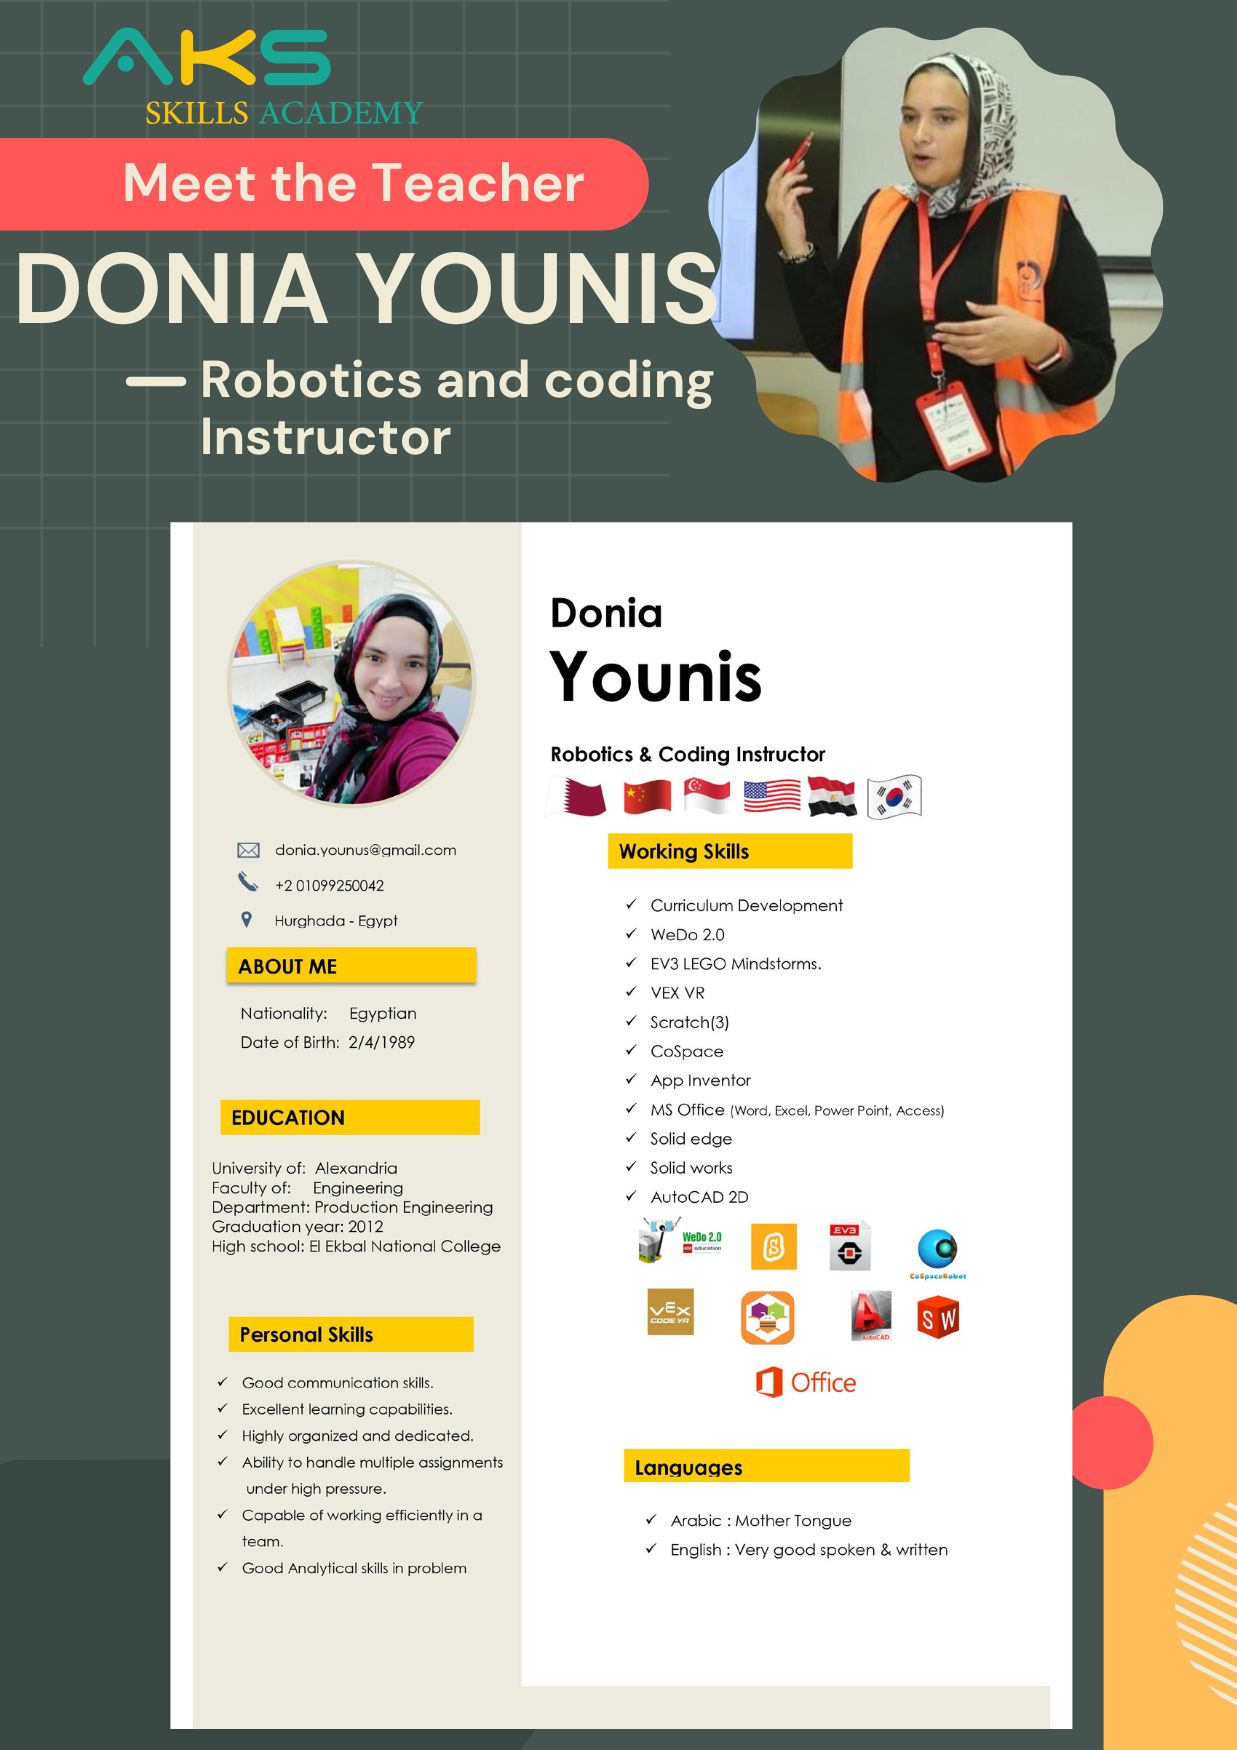 AKS
SKILLS ACADEMY
Meet the Teacher
DONIA YOUNIS
Robotics and coding
Instructor
Donia
Younis
Robotics & Coding Instructor
donia.younus@gmail.com
+2 01099250042
Hurghada - Egypt
ABOUT ME
Nationality: Egyptian
Date of Birth: 2/4/1989
EDUCATION
University of: Alexandria
Faculty of: Engineering
Department: Production Engineering
Graduation year: 2012
High school: El Ekbal National College
Personal Skills
Good communication skills.
Excellent learning capabilities.
Highly organized and dedicated.
Ability to handle multiple assignments
under high pressure.
Capable of working efficiently in a
team.
Good Analytical skills in problem
Working Skills
Curriculum Development
WeDo 2.0
EV3 LEGO Mindstorms.
VEX VR
Scratch(3)
CoSpace
App Inventor
MS Office (Word, Excel, Power Point, Access)
Solid edge
Solid works
AutoCAD 2D
WeDo 2.0
education
S
EV3
CoSpaceRobot
VEX
CODE.VR
A
AutoCAD
S W
Office
Languages
Arabic : Mother Tongue
English : Very good spoken & written